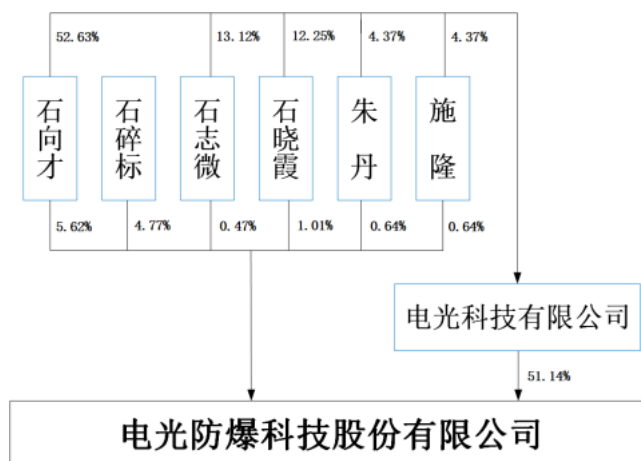 52.63% 13.12% 12.25% 4.37% 4.37%
石向才 石碎标 石志微 石晓霞 朱丹 施隆
5.62% 4.77% 0.47% 1.01% 0.64% 0.64%
电光科技有限公司
51.14%
电光防爆科技股份有限公司